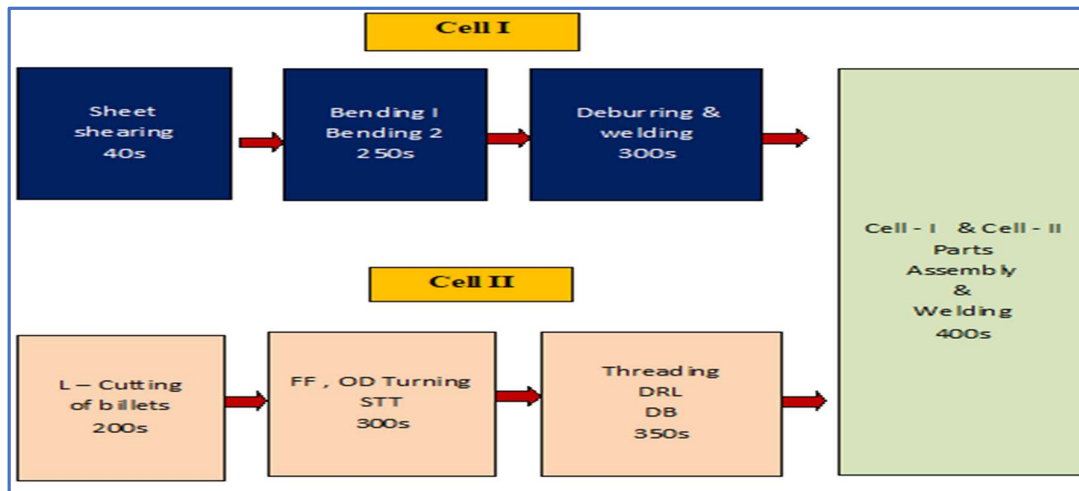 Cell I
Sheet
shearing
40s
Bending I
Bending 2
250s
Deburring &
welding
300s
Cell - I & Cell - II
Parts
Assembly
&
Welding
400s
Cell II
L – Cutting
of billets
200s
FF , OD Turning
STT
300s
Threading
DRL
DB
350s